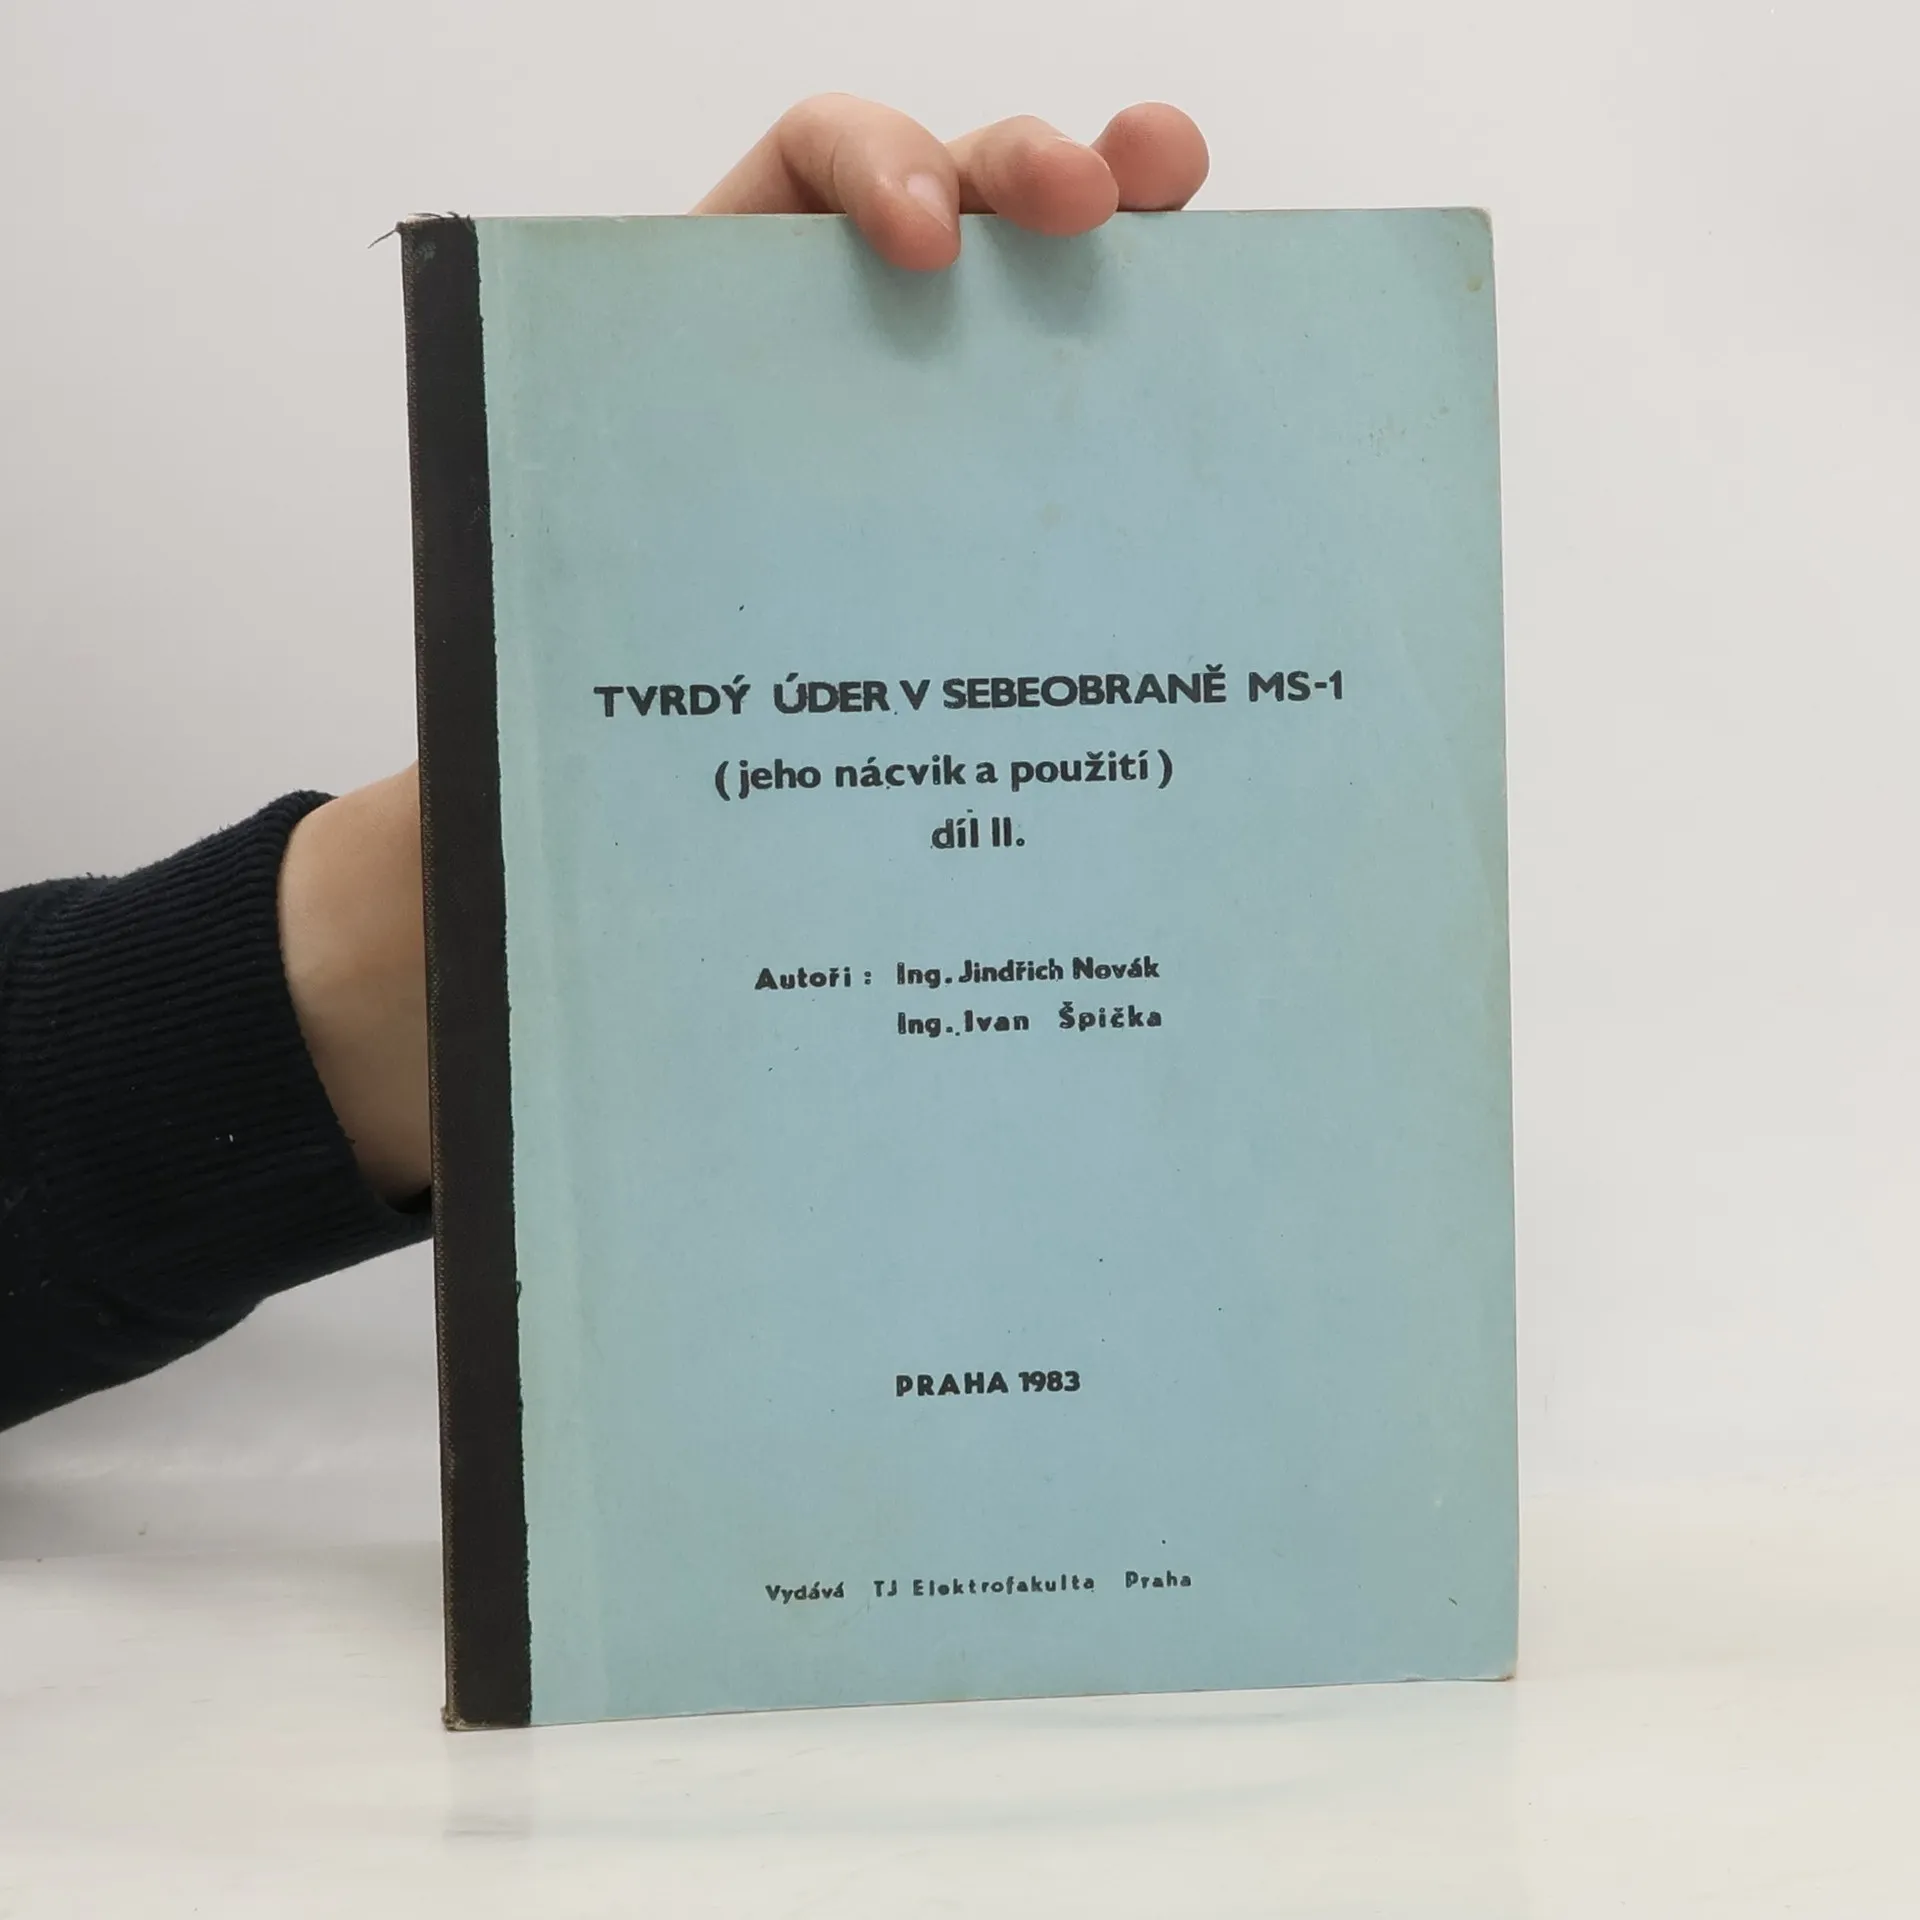 TVRDÝ ÚDER V SEBEOBRANĚ MS-1
(jeho nácvik a použití)
díl II.
Autoři: Ing. Jindřich Novák
Ing. Ivan Špička
PRAHA 1983
Vydává TJ Elektrofakulta Praha